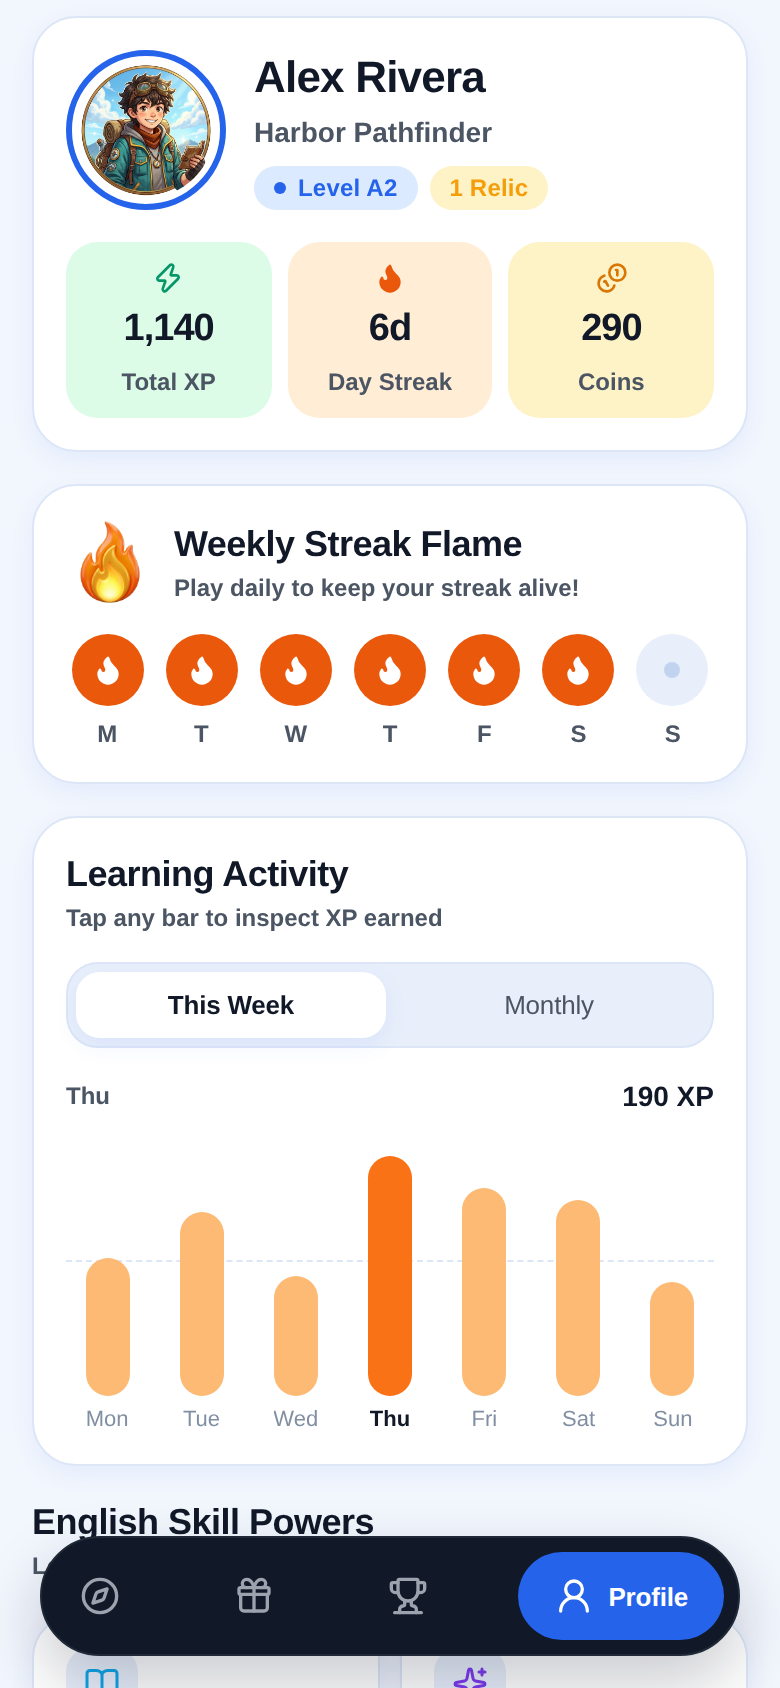 Alex Rivera
Harbor Pathfinder
Level A2
1 Relic
1,140
6d
290
Total XP
Day Streak
Coins
Weekly Streak Flame
Play daily to keep your streak alive!
M T W T F S S
Learning Activity
Tap any bar to inspect XP earned
This Week
Monthly
Thu
190 XP
Mon Tue Wed Thu Fri Sat Sun
English Skill Powers
Profile